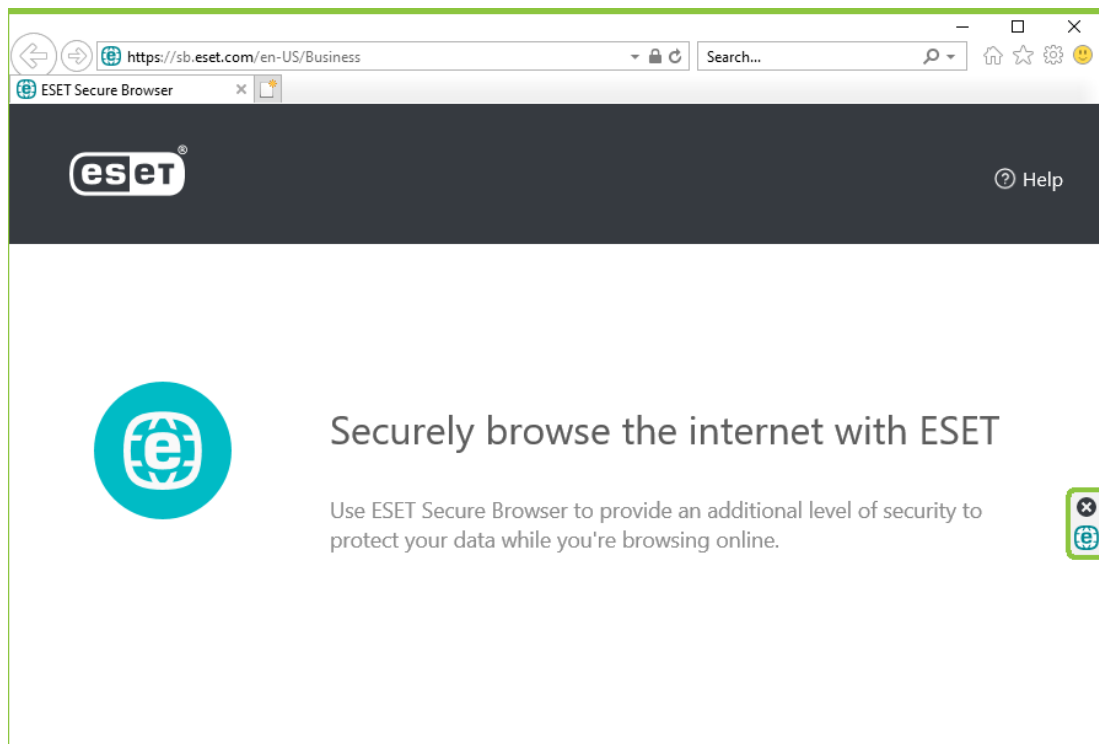 https://sb.eset.com/en-US/Business
Search...
ESET Secure Browser
eset®
Help
Securely browse the internet with ESET
Use ESET Secure Browser to provide an additional level of security to
protect your data while you're browsing online.